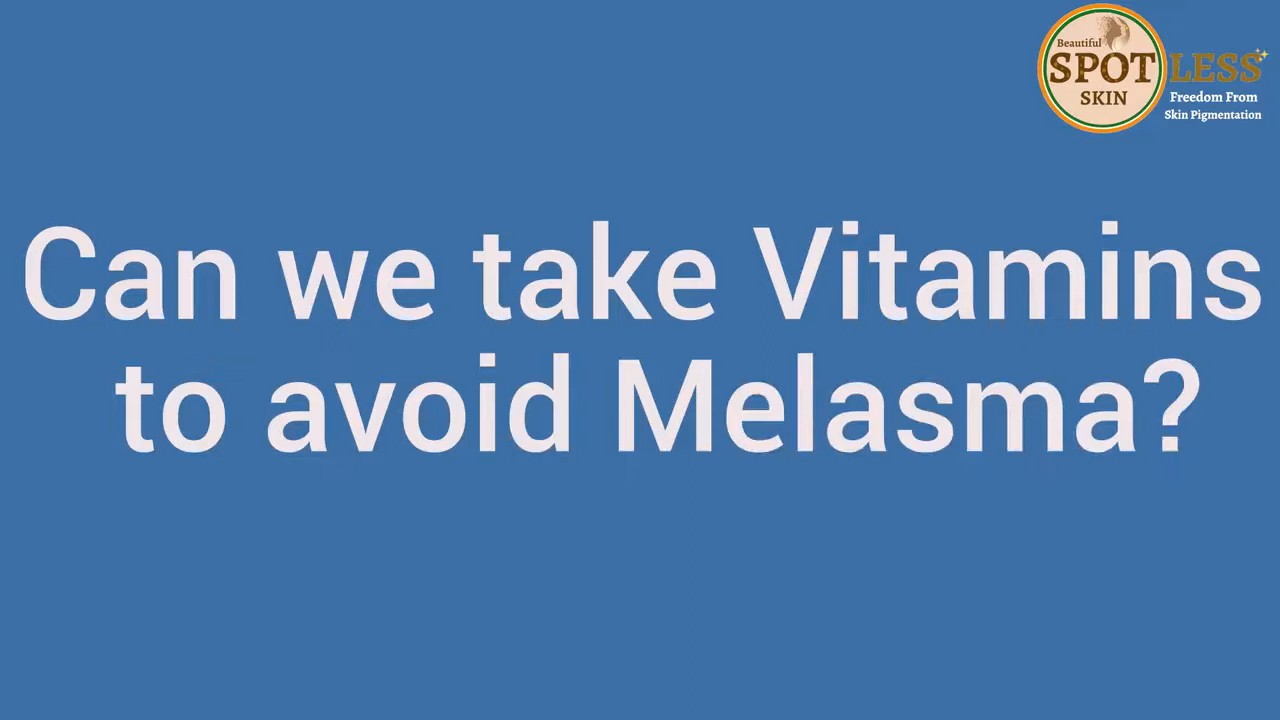 Beautiful
SPOTLESS
SKIN
Freedom From
Skin Pigmentation
Can we take Vitamins
to avoid Melasma?